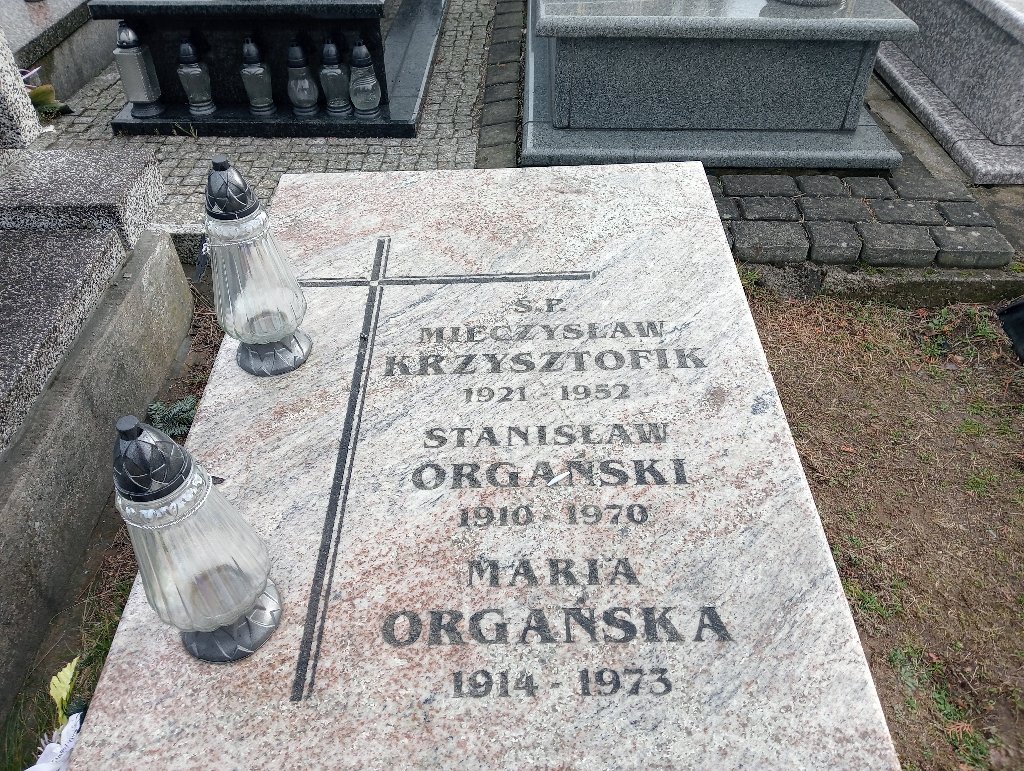 Ś.P.
MIECZYSŁAW
KRZYSZTOFIK
1921 - 1952
STANISŁAW
ORGAŃSKI
1910 - 1970
MARIA
ORGAŃSKA
1914 - 1973